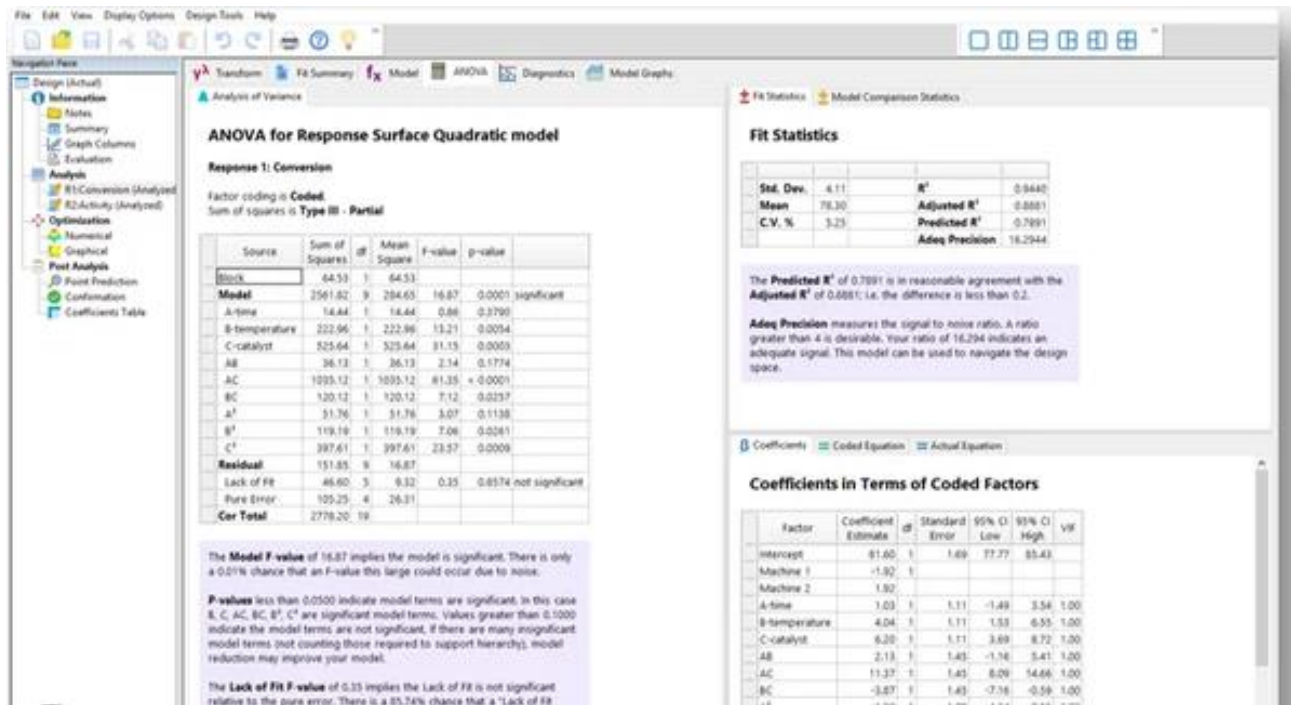 File Edit View Display Options Design Tools Help
Navigation Pane
Design (Actual)
Information
Notes
Summary
Graph Columns
Evaluation
Analysis
R1:Conversion (Analyzed
R2:Activity (Analyzed)
Optimization
Numerical
Graphical
Post Analysis
Point Prediction
Confirmation
Coefficients Table
Transform Fit Summary Model ANOVA Diagnostics Model Graphs
Analysis of Variance
ANOVA for Response Surface Quadratic model
Response 1: Conversion
Factor coding is Coded.
Sum of squares is Type III - Partial
Source Sum of Squares df Mean Square F-value p-value
Block 64.53 1 64.53
Model 2561.82 9 284.65 16.87 0.0001 significant
A-time 14.44 1 14.44 0.86 0.3790
B-temperature 222.96 1 222.96 13.21 0.0054
C-catalyst 525.64 1 525.64 31.15 0.0003
AB 36.13 1 36.13 2.14 0.1774
AC 1035.12 1 1035.12 61.35 < 0.0001
BC 120.12 1 120.12 7.12 0.0257
A² 51.76 1 51.76 3.07 0.1138
B² 119.19 1 119.19 7.06 0.0261
C² 397.61 1 397.61 23.57 0.0009
Residual 151.85 9 16.87
Lack of Fit 46.60 5 9.32 0.35 0.8574 not significant
Pure Error 105.25 4 26.31
Cor Total 2778.20 19
The Model F-value of 16.87 implies the model is significant. There is only
a 0.01% chance that an F-value this large could occur due to noise.
P-values less than 0.0500 indicate model terms are significant. In this case
B, C, AC, BC, B², C² are significant model terms. Values greater than 0.1000
indicate the model terms are not significant. If there are many insignificant
model terms (not counting those required to support hierarchy), model
reduction may improve your model.
The Lack of Fit F-value of 0.35 implies the Lack of Fit is not significant
relative to the pure error. There is a 85.74% chance that a "Lack of Fit
Fit Statistics Model Comparison Statistics
Fit Statistics
Std. Dev. 4.11 R² 0.9440
Mean 78.30 Adjusted R² 0.8881
C.V. % 5.25 Predicted R² 0.7891
Adeq Precision 16.2944
The Predicted R² of 0.7891 is in reasonable agreement with the
Adjusted R² of 0.8881; i.e. the difference is less than 0.2.
Adeq Precision measures the signal to noise ratio. A ratio
greater than 4 is desirable. Your ratio of 16.294 indicates an
adequate signal. This model can be used to navigate the design
space.
Coefficients Coded Equation Actual Equation
Coefficients in Terms of Coded Factors
Factor Coefficient Estimate df Standard Error 95% CI Low 95% CI High VIF
Intercept 81.60 1 1.69 77.77 85.43
Machine 1 -1.92 1
Machine 2 1.92
A-time 1.03 1 1.11 -1.49 3.54 1.00
B-temperature 4.04 1 1.11 1.53 6.55 1.00
C-catalyst 6.20 1 1.11 3.69 8.72 1.00
AB 2.13 1 1.45 -1.16 5.41 1.00
AC 11.37 1 1.45 8.09 14.66 1.00
BC -3.87 1 1.45 -7.16 -0.59 1.00